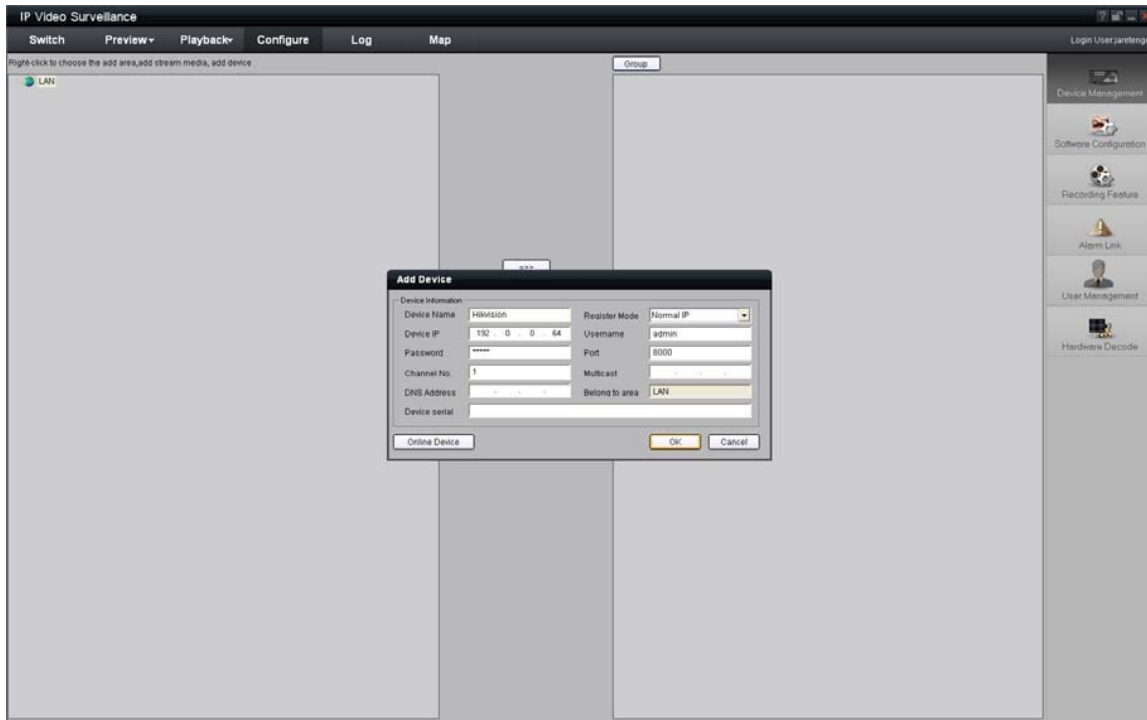 IP Video Surveillance
Switch Preview Playback Configure Log Map Login User:jareteng
Right-click to choose the add area,add stream media, add device
Group
LAN
Device Management
Software Configuration
Recording Feature
Alarm Link
User Management
Hardware Decode
Add Device
Device Information
Device Name Hikvision Register Mode Normal IP
Device IP 192 . 0 . 0 . 64 Username admin
Password ***** Port 8000
Channel No. 1 Multicast . . .
DNS Address . . . Belong to area LAN
Device serial
Online Device OK Cancel